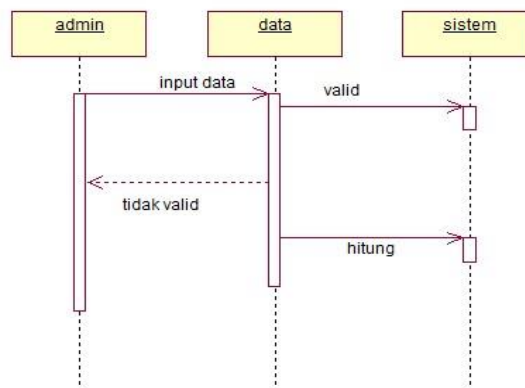 admin
data
sistem
input data
valid
tidak valid
hitung